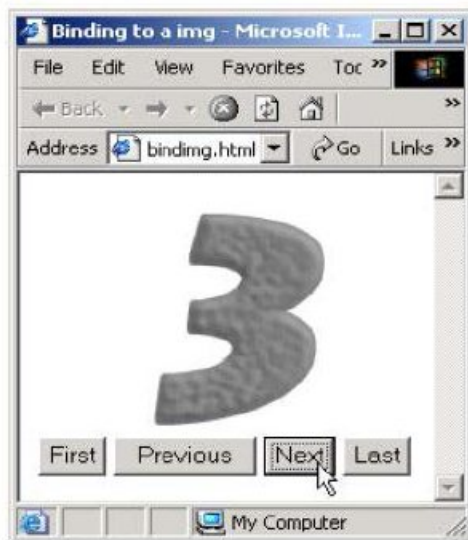 Binding to a img - Microsoft I...
File Edit View Favorites Toc »
Back »
Address bindimg.html Go Links »
3
First Previous Next Last
My Computer